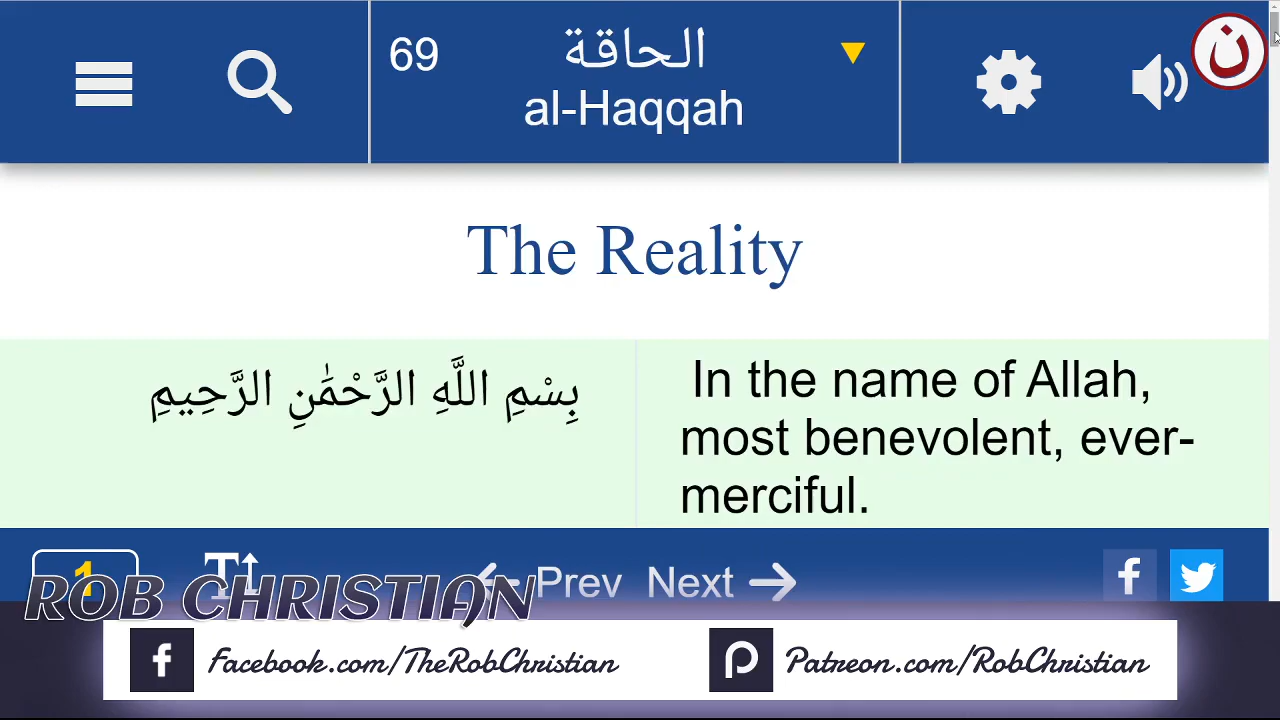 69
الحاقة
ن
al-Haqqah
The Reality
بِسْمِ اللَّهِ الرَّحْمَٰنِ الرَّحِيمِ
In the name of Allah,
most benevolent, ever-
merciful.
1
T
Prev Next
ROB CHRISTIAN
Facebook.com/TheRobChristian
Patreon.com/RobChristian